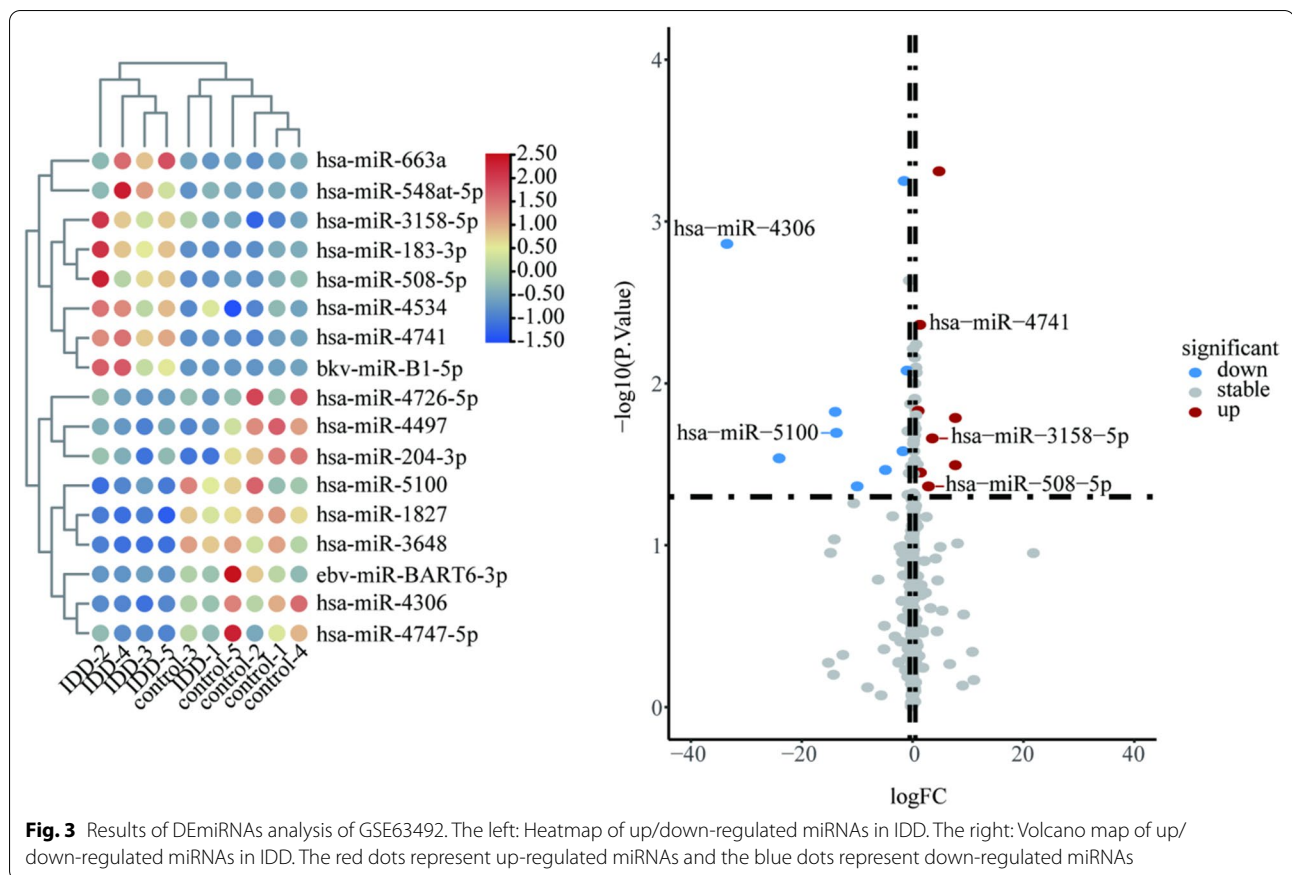 hsa-miR-663a
hsa-miR-548at-5p
hsa-miR-3158-5p
hsa-miR-183-3p
hsa-miR-508-5p
hsa-miR-4534
hsa-miR-4741
bkv-miR-B1-5p
hsa-miR-4726-5p
hsa-miR-4497
hsa-miR-204-3p
hsa-miR-5100
hsa-miR-1827
hsa-miR-3648
ebv-miR-BART6-3p
hsa-miR-4306
hsa-miR-4747-5p
IDD-2
IDD-4
IDD-3
IDD-5
control-3
IDD-1
control-5
control-2
control-1
control-4
2.50
2.00
1.50
1.00
0.50
0.00
-0.50
-1.00
-1.50
−log10(P.Value)
4
3
2
1
0
hsa−miR−4306
hsa−miR−4741
hsa−miR−5100
hsa−miR−3158−5p
hsa−miR−508−5p
−40
−20
0
20
40
logFC
significant
down
stable
up
Fig. 3 Results of DEmiRNAs analysis of GSE63492. The left: Heatmap of up/down-regulated miRNAs in IDD. The right: Volcano map of up/
down-regulated miRNAs in IDD. The red dots represent up-regulated miRNAs and the blue dots represent down-regulated miRNAs